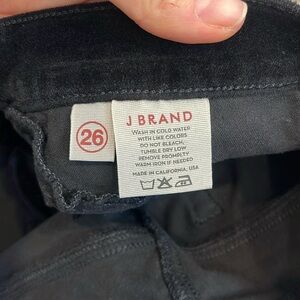 26
J BRAND
WASH IN COLD WATER
WITH LIKE COLORS
DO NOT BLEACH.
TUMBLE DRY LOW
REMOVE PROMPTLY
WARM IRON IF NEEDED
MADE IN CALIFORNIA, USA